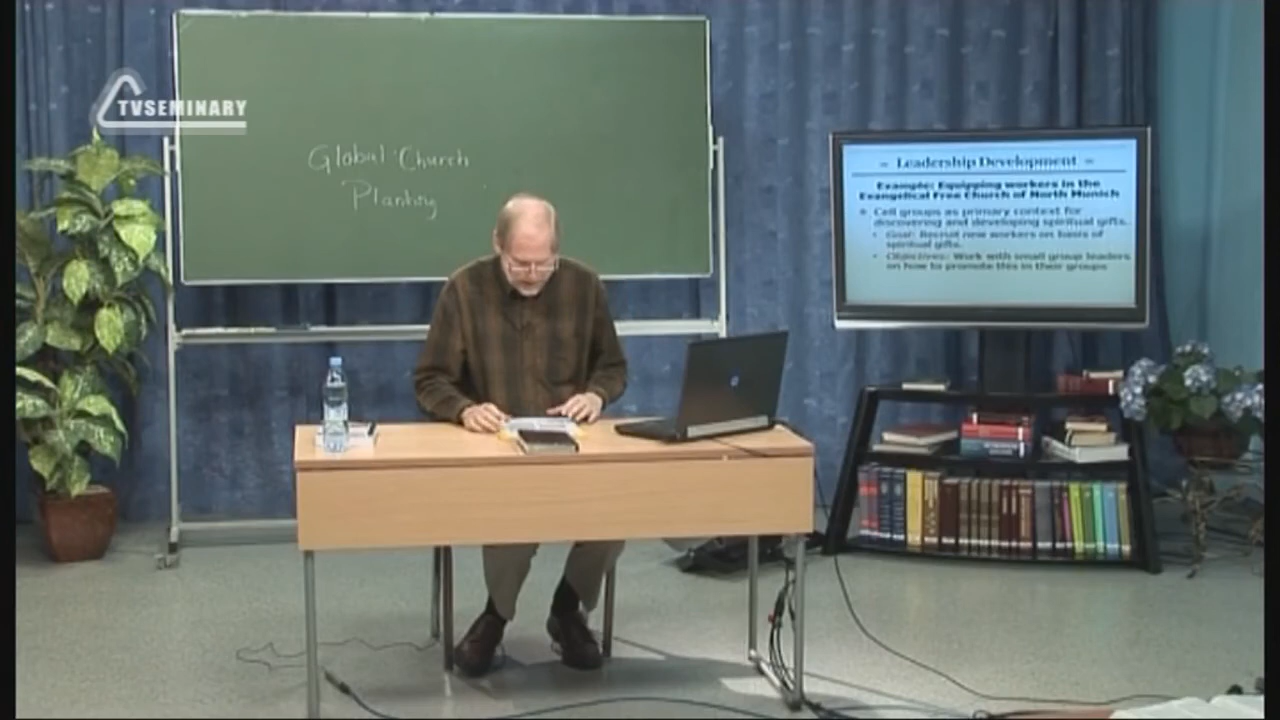 TVSEMINARY
Global Church
Planting
Leadership Development
Example: Equipping workers in the
Evangelical Free Church of North Munich
Cell groups as primary context for
discovering and developing spiritual gifts.
Goal: Recruit new workers on basis of
spiritual gifts.
Objectives: Work with small group leaders
on how to promote this in their groups